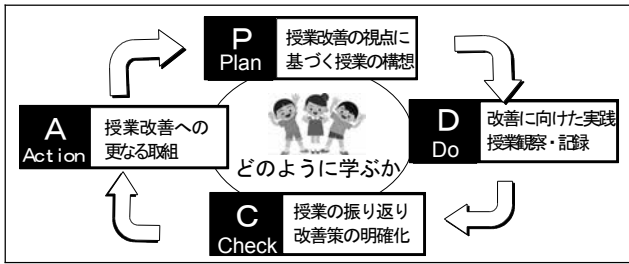 P
Plan
授業改善の視点に
基づく授業の構想
D
Do
改善に向けた実践
授業観察・記録
C
Check
授業の振り返り
改善策の明確化
A
Action
授業改善への
更なる取組
どのように学ぶか